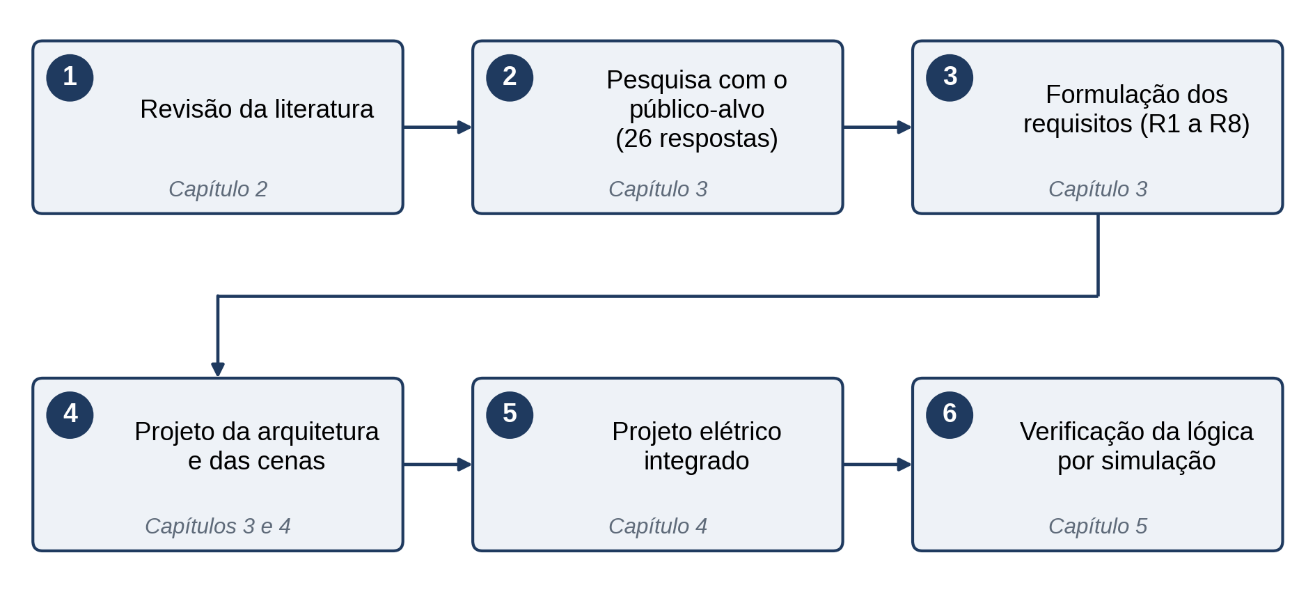 1
Revisão da literatura
Capítulo 2
2
Pesquisa com o
público-alvo
(26 respostas)
Capítulo 3
3
Formulação dos
requisitos (R1 a R8)
Capítulo 3
4
Projeto da arquitetura
e das cenas
Capítulos 3 e 4
5
Projeto elétrico
integrado
Capítulo 4
6
Verificação da lógica
por simulação
Capítulo 5